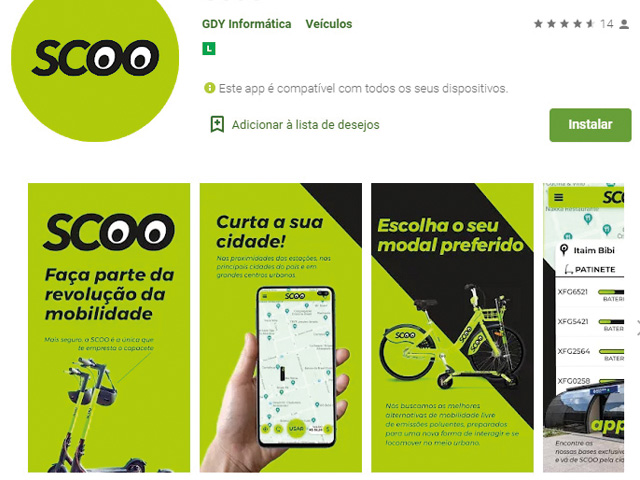 SCOO
GDY Informática Veículos
14
L
Este app é compatível com todos os seus dispositivos.
Adicionar à lista de desejos
Instalar
SCOO
Faça parte da
revolução da
mobilidade
Mais segura, a SCOO é a única que
te empresta o capacete
Curta a sua
cidade!
Nas proximidades das estações, nas
principais cidades do país e em
grandes centros urbanos
SCOO
USAR
Escolha o seu
modal preferido
SCOO
SCOO
SCOO
Nós buscamos as melhores
alternativas de mobilidade livre
de emissões poluentes, preparados
para uma nova forma de interagir e se
locomover no meio urbano.
SCO
Itaim Bibi
PATINETE
XFG6521
BATER
XFG5421
BATER
XFG2564
BATER
XFG0258
app
Encontre as
nossas bases exclusiv
e vá de SCOO pela cid